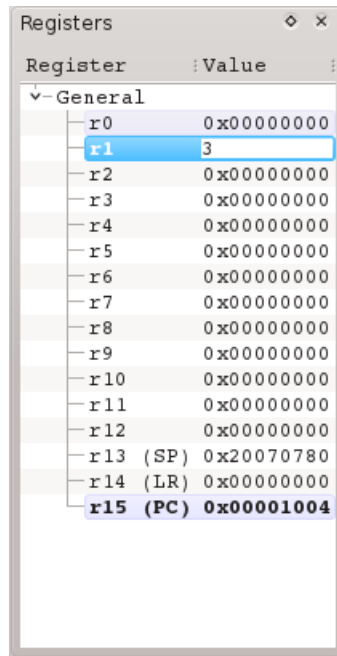 Registers
Register Value
General
r0 0x00000000
r1 3
r2 0x00000000
r3 0x00000000
r4 0x00000000
r5 0x00000000
r6 0x00000000
r7 0x00000000
r8 0x00000000
r9 0x00000000
r10 0x00000000
r11 0x00000000
r12 0x00000000
r13 (SP) 0x20070780
r14 (LR) 0x00000000
r15 (PC) 0x00001004